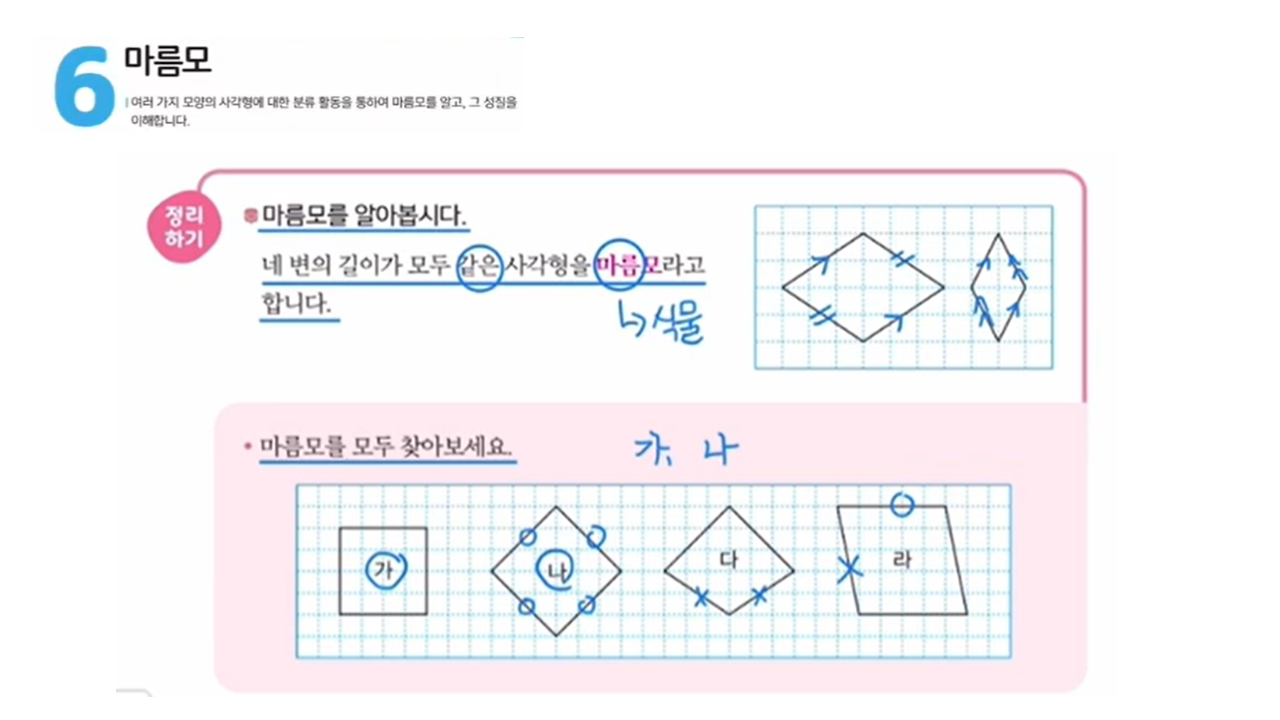 6 마름모
여러 가지 모양의 사각형에 대한 분류 활동을 통하여 마름모를 알고, 그 성질을
이해합니다.
정리
하기
마름모를 알아봅시다.
네 변의 길이가 모두 같은 사각형을 마름모라고
합니다.
↳ 식물
• 마름모를 모두 찾아보세요.
가, 나
가
나
다
라